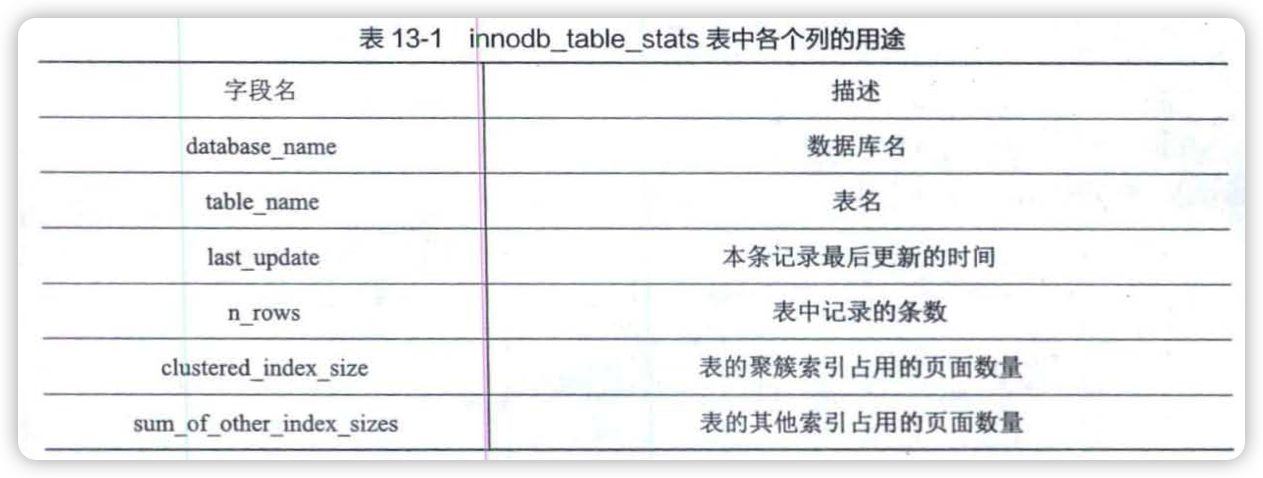 表 13-1 innodb_table_stats 表中各个列的用途
字段名 描述
database_name 数据库名
table_name 表名
last_update 本条记录最后更新的时间
n_rows 表中记录的条数
clustered_index_size 表的聚簇索引占用的页面数量
sum_of_other_index_sizes 表的其他索引占用的页面数量